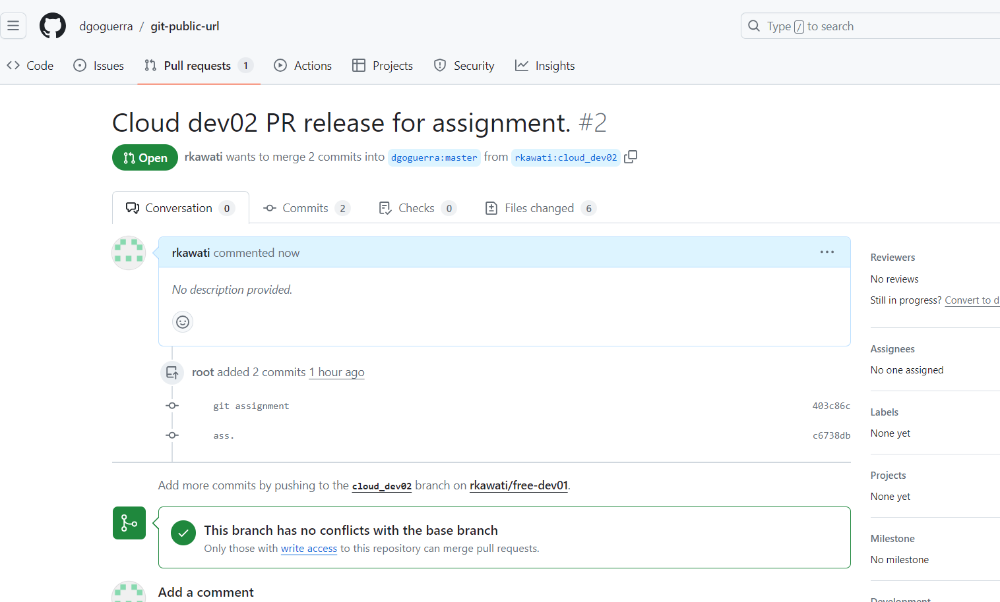 dgoguerra / git-public-url
Type / to search
Code Issues Pull requests 1 Actions Projects Security Insights
Cloud dev02 PR release for assignment. #2
Open rkawati wants to merge 2 commits into dgoguerra:master from rkawati:cloud_dev02
Conversation 0 Commits 2 Checks 0 Files changed 6
rkawati commented now
No description provided.
root added 2 commits 1 hour ago
git assignment 403c86c
ass. c6738db
Add more commits by pushing to the cloud_dev02 branch on rkawati/free-dev01.
This branch has no conflicts with the base branch
Only those with write access to this repository can merge pull requests.
Add a comment
Reviewers
No reviews
Still in progress? Convert to d
Assignees
No one assigned
Labels
None yet
Projects
None yet
Milestone
No milestone
Development